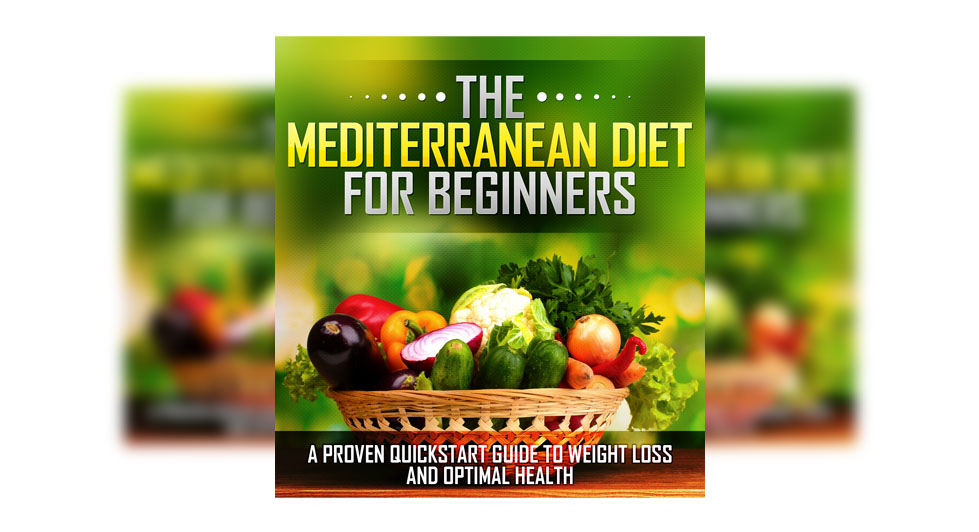 THE
MEDITERRANEAN DIET
FOR BEGINNERS
A PROVEN QUICKSTART GUIDE TO WEIGHT LOSS
AND OPTIMAL HEALTH